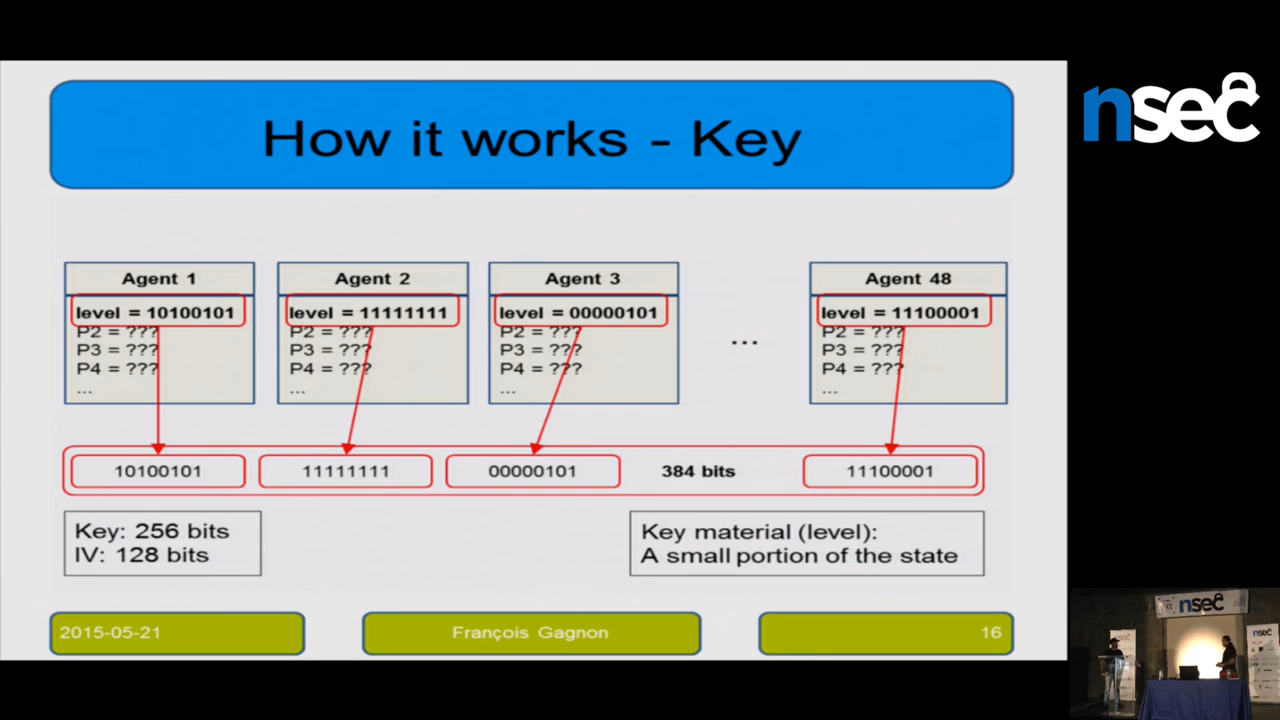 How it works - Key
nsec
Agent 1
level = 10100101
P2 = ???
P3 = ???
P4 = ???
...
Agent 2
level = 11111111
P2 = ???
P3 = ???
P4 = ???
...
Agent 3
level = 00000101
P2 = ???
P3 = ???
P4 = ???
...
...
Agent 48
level = 11100001
P2 = ???
P3 = ???
P4 = ???
...
10100101
11111111
00000101
384 bits
11100001
Key: 256 bits
IV: 128 bits
Key material (level):
A small portion of the state
2015-05-21
François Gagnon
16
nsec
nsec